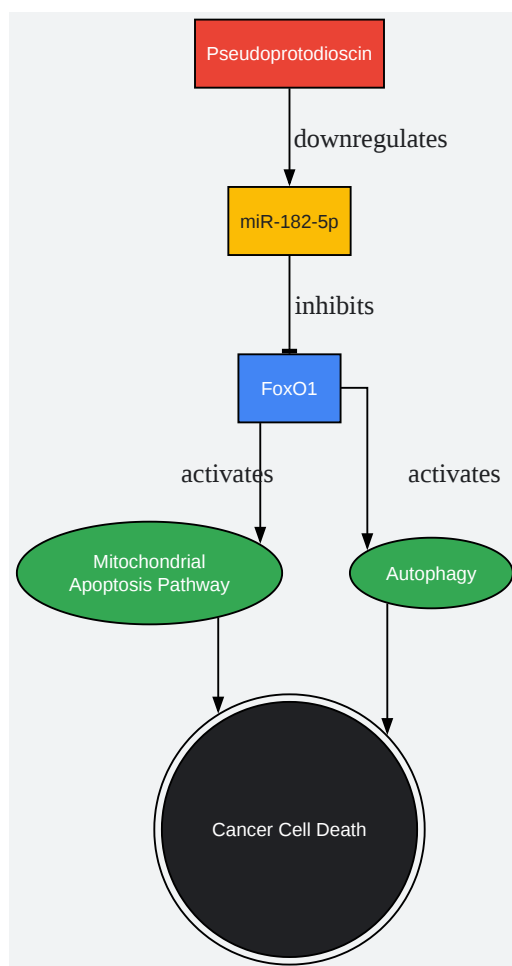 Pseudoprotodioscin
downregulates
miR-182-5p
inhibits
FoxO1
activates
activates
Mitochondrial
Apoptosis Pathway
Autophagy
Cancer Cell Death